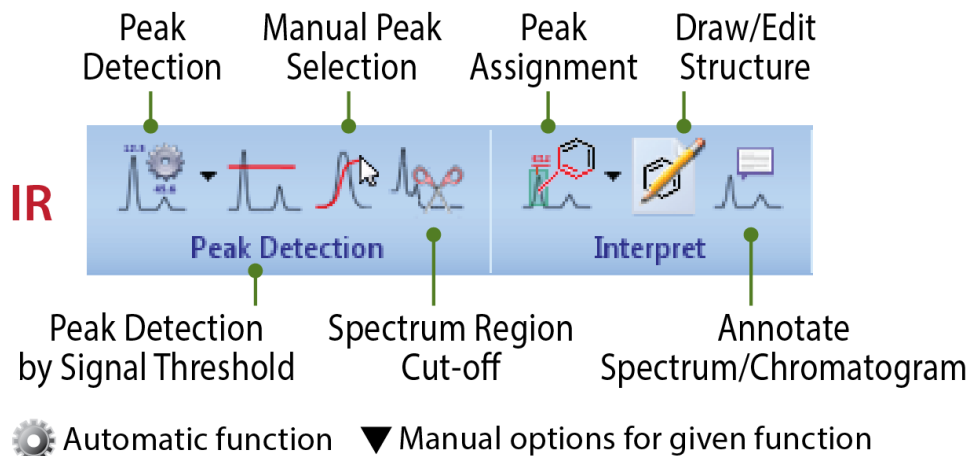 Peak
Detection
Manual Peak
Selection
Peak
Assignment
Draw/Edit
Structure
IR
Peak Detection
Interpret
Peak Detection
by Signal Threshold
Spectrum Region
Cut-off
Annotate
Spectrum/Chromatogram
Automatic function
Manual options for given function